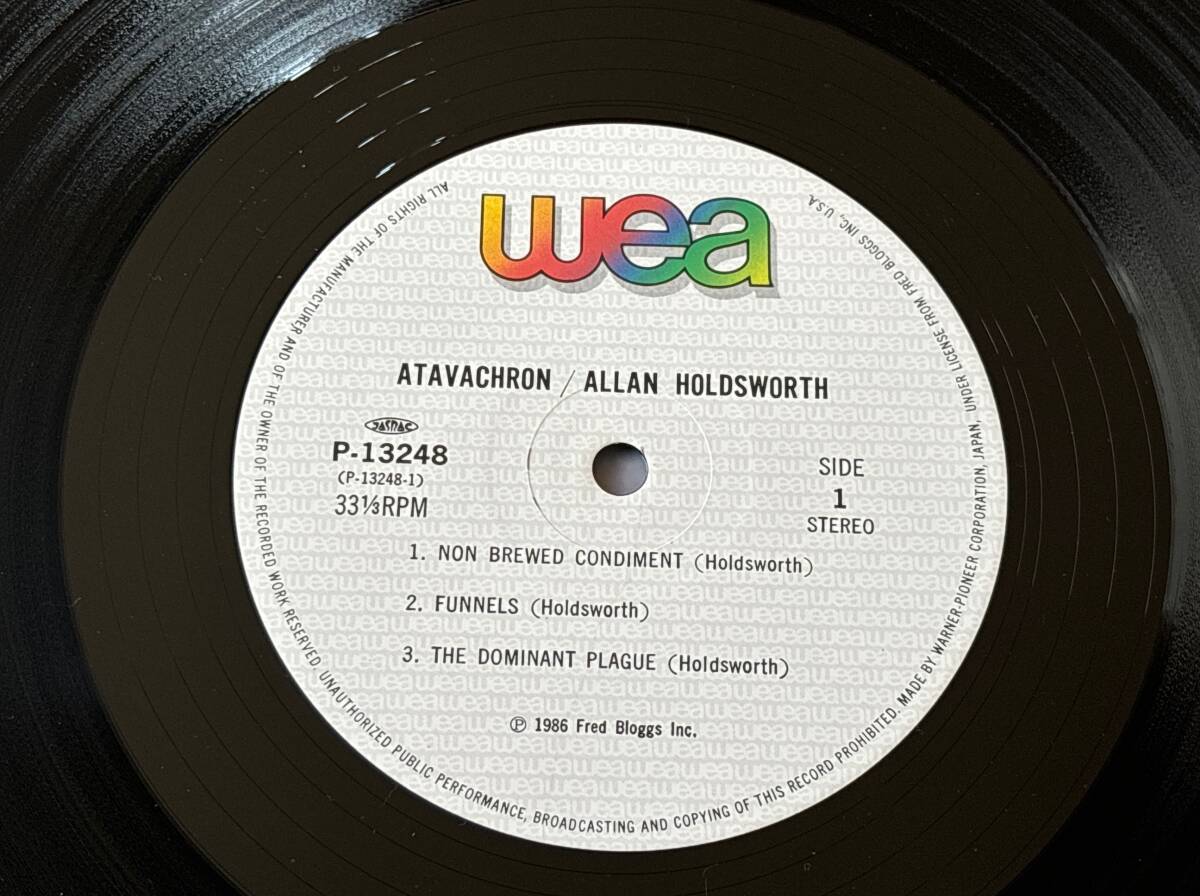 wea
ATAVACHRON / ALLAN HOLDSWORTH
JASRAC
P-13248
(P-13248-1)
33⅓RPM
SIDE
1
STEREO
1. NON BREWED CONDIMENT (Holdsworth)
2. FUNNELS (Holdsworth)
3. THE DOMINANT PLAGUE (Holdsworth)
℗ 1986 Fred Bloggs Inc.
ALL RIGHTS OF THE MANUFACTURER AND OF THE OWNER OF THE RECORDED WORK RESERVED. UNAUTHORIZED PUBLIC PERFORMANCE, BROADCASTING AND COPYING OF THIS RECORD PROHIBITED. MADE BY WARNER-PIONEER CORPORATION, JAPAN. UNDER LICENSE FROM FRED BLOGGS INC., U.S.A.